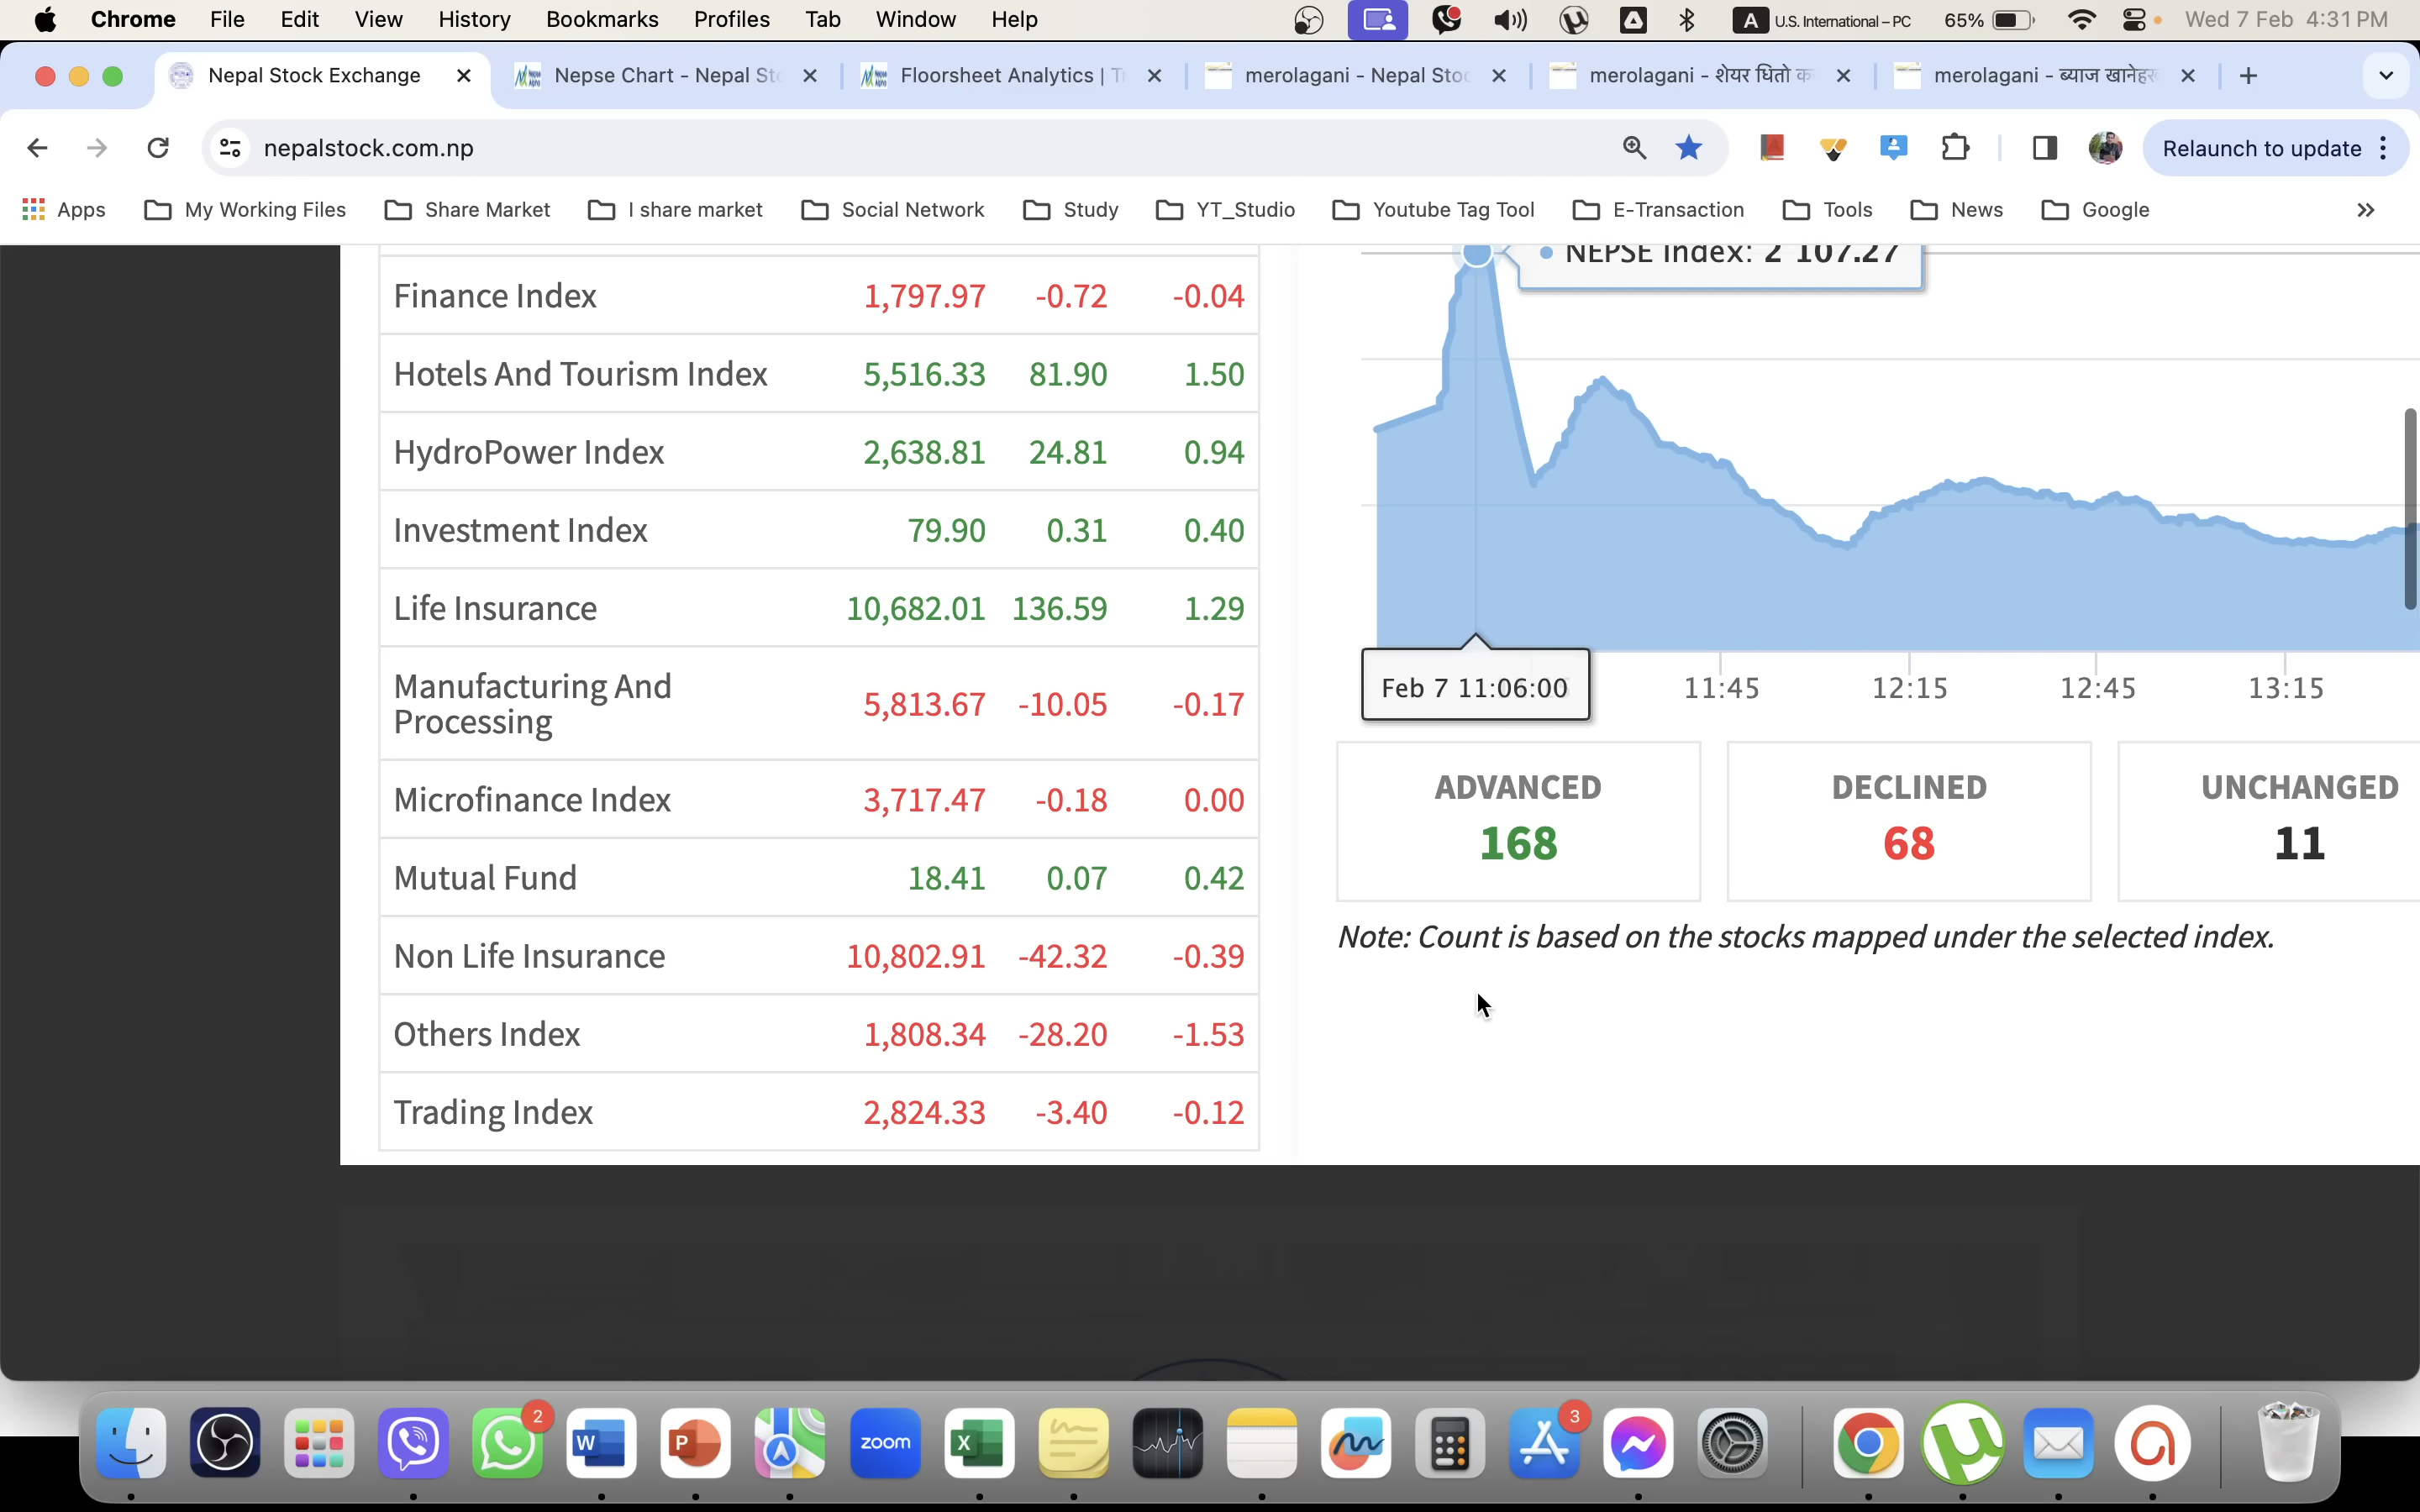 Chrome File Edit View History Bookmarks Profiles Tab Window Help A U.S. International – PC 65% Wed 7 Feb 4:31 PM
Nepal Stock Exchange Nepse Chart - Nepal Floorsheet Analytics | merolagani - Nepal merolagani - शेयर धितो merolagani - ब्याज
nepalstock.com.np Relaunch to update
Apps My Working Files Share Market I share market Social Network Study YT_Studio Youtube Tag Tool E-Transaction Tools News Google
NEPSE Index: 2 107.27
Finance Index 1,797.97 -0.72 -0.04
Hotels And Tourism Index 5,516.33 81.90 1.50
HydroPower Index 2,638.81 24.81 0.94
Investment Index 79.90 0.31 0.40
Life Insurance 10,682.01 136.59 1.29
Manufacturing And
Processing 5,813.67 -10.05 -0.17
Microfinance Index 3,717.47 -0.18 0.00
Mutual Fund 18.41 0.07 0.42
Non Life Insurance 10,802.91 -42.32 -0.39
Others Index 1,808.34 -28.20 -1.53
Trading Index 2,824.33 -3.40 -0.12
Feb 7 11:06:00 11:45 12:15 12:45 13:15
ADVANCED DECLINED UNCHANGED
168 68 11
Note: Count is based on the stocks mapped under the selected index.
2 W P zoom X 3